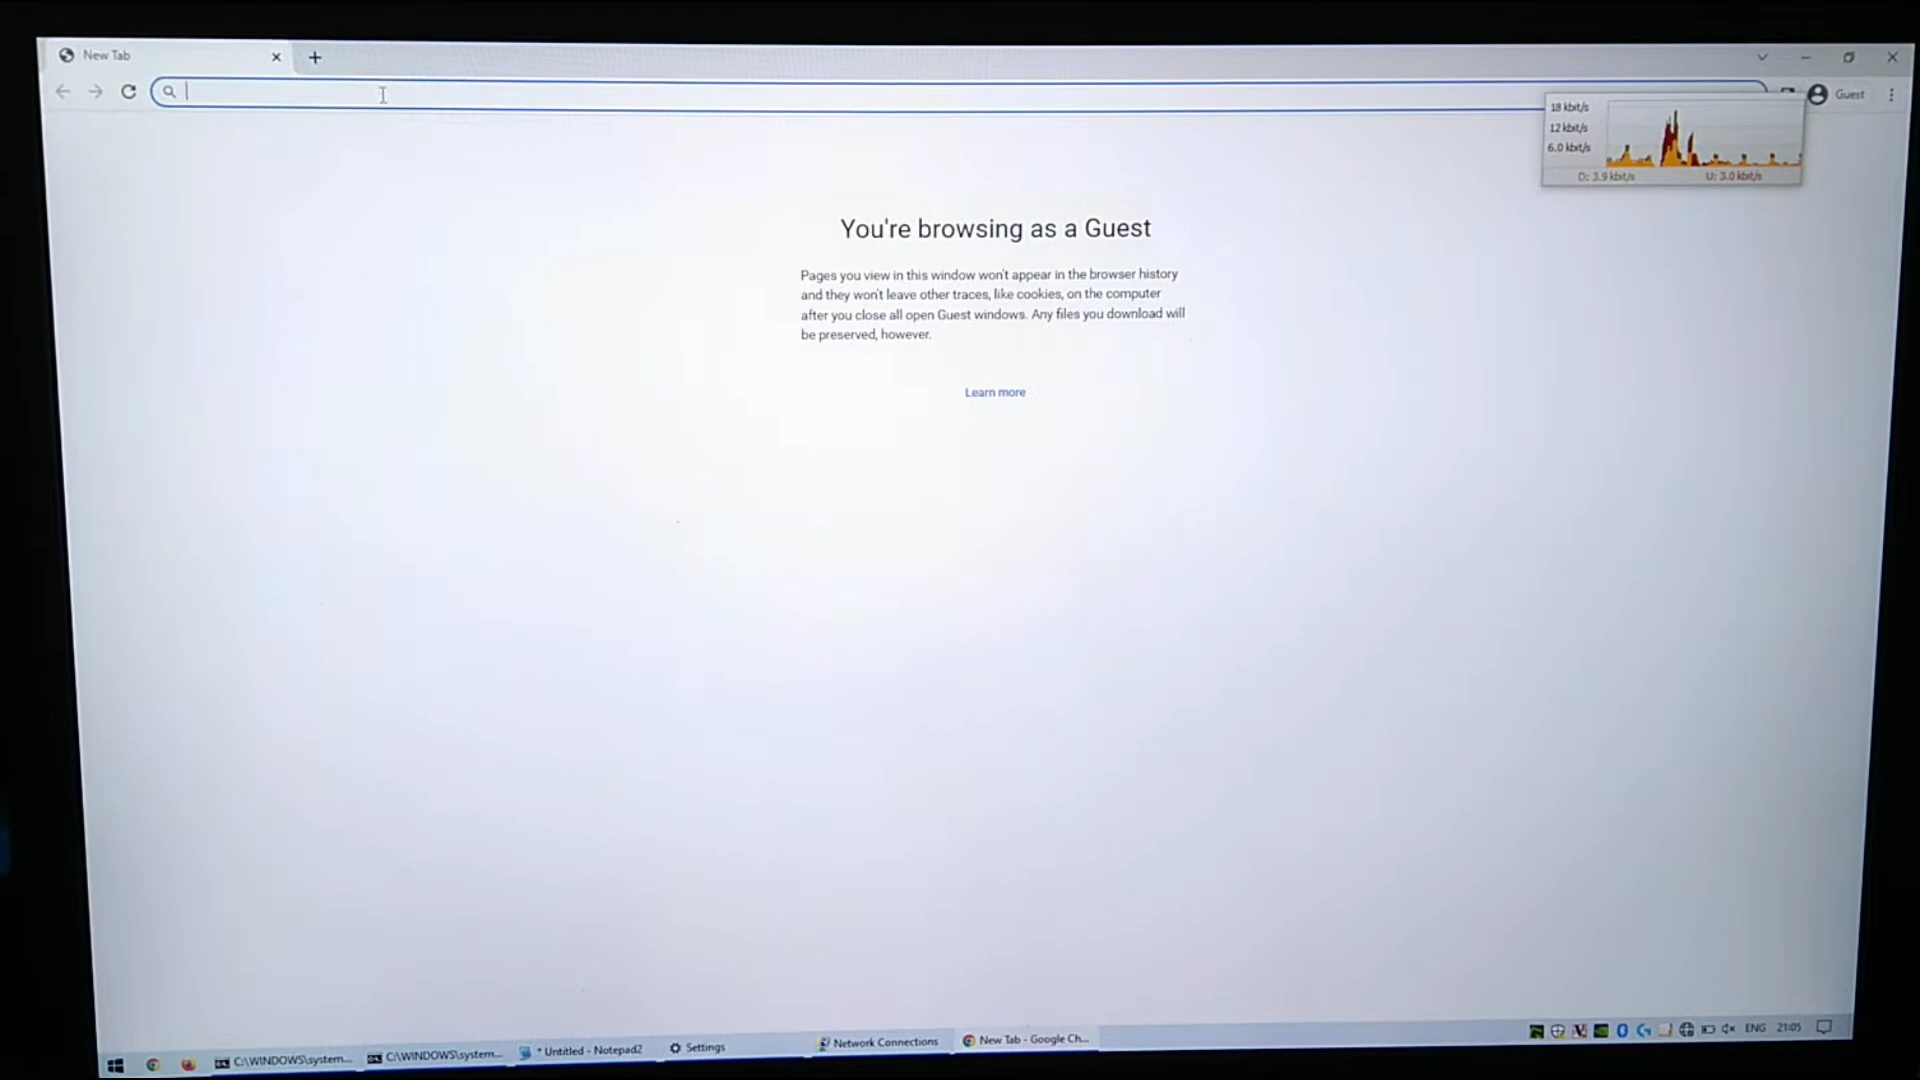 New Tab
Guest
18 kbit/s
12 kbit/s
6.0 kbit/s
D: 3.9 kbit/s U: 3.0 kbit/s
You're browsing as a Guest
Pages you view in this window won't appear in the browser history
and they won't leave other traces, like cookies, on the computer
after you close all open Guest windows. Any files you download will
be preserved, however.
Learn more
C:\WINDOWS\system... C:\WINDOWS\system... * Untitled - Notepad2 Settings Network Connections New Tab - Google Ch... ENG 21:05